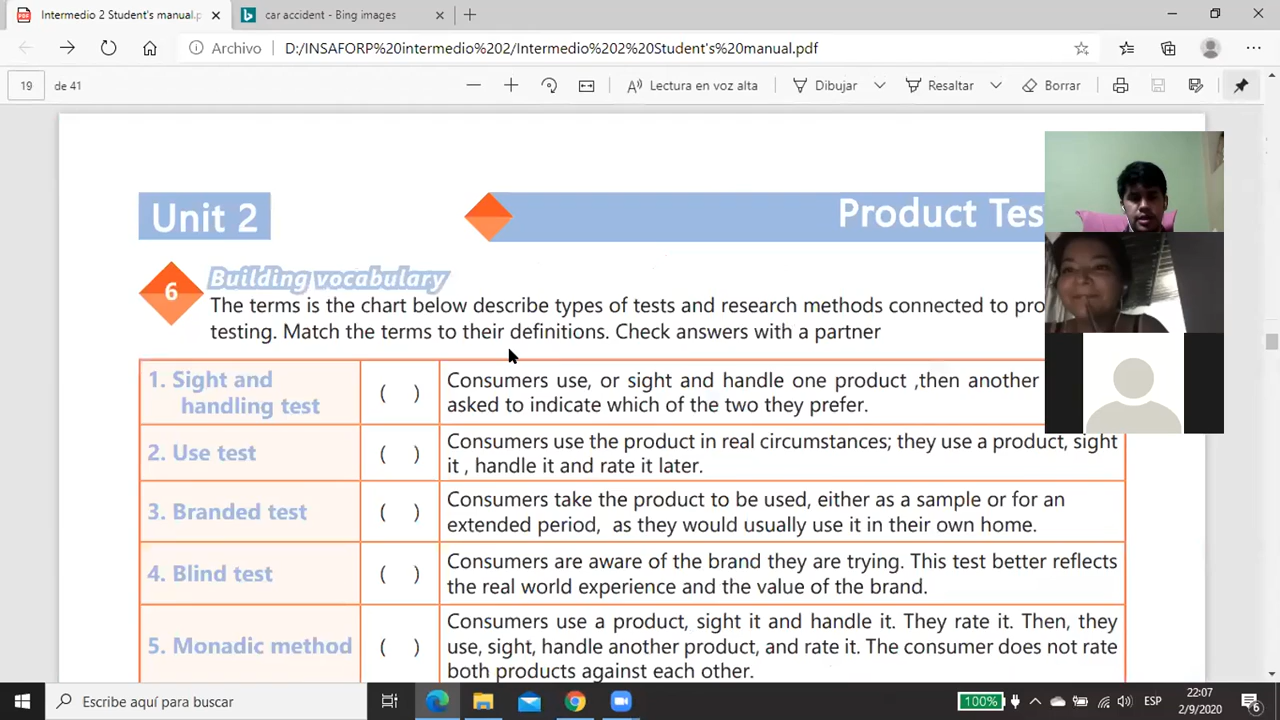 Intermedio 2 Student's manual.p
car accident - Bing images
Archivo
D:/INSAFORP%20intermedio%202/Intermedio%202%20Student's%20manual.pdf
19
de 41
Lectura en voz alta
Dibujar
Resaltar
Borrar
Unit 2
Product Tes
6
Building vocabulary
The terms is the chart below describe types of tests and research methods connected to pro
testing. Match the terms to their definitions. Check answers with a partner
1. Sight and
handling test
( )
Consumers use, or sight and handle one product ,then another
asked to indicate which of the two they prefer.
2. Use test
( )
Consumers use the product in real circumstances; they use a product, sight
it , handle it and rate it later.
3. Branded test
( )
Consumers take the product to be used, either as a sample or for an
extended period, as they would usually use it in their own home.
4. Blind test
( )
Consumers are aware of the brand they are trying. This test better reflects
the real world experience and the value of the brand.
5. Monadic method
( )
Consumers use a product, sight it and handle it. They rate it. Then, they
use, sight, handle another product, and rate it. The consumer does not rate
both products against each other.
Escribe aquí para buscar
100%
ESP
22:07
2/9/2020
6